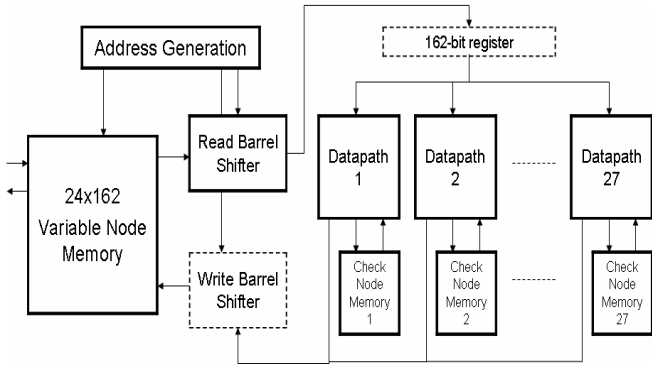 Address Generation
162-bit register
Read Barrel
Shifter
24x162
Variable Node
Memory
Write Barrel
Shifter
Datapath
1
Datapath
2
Datapath
27
Check
Node
Memory
1
Check
Node
Memory
2
Check
Node
Memory
27